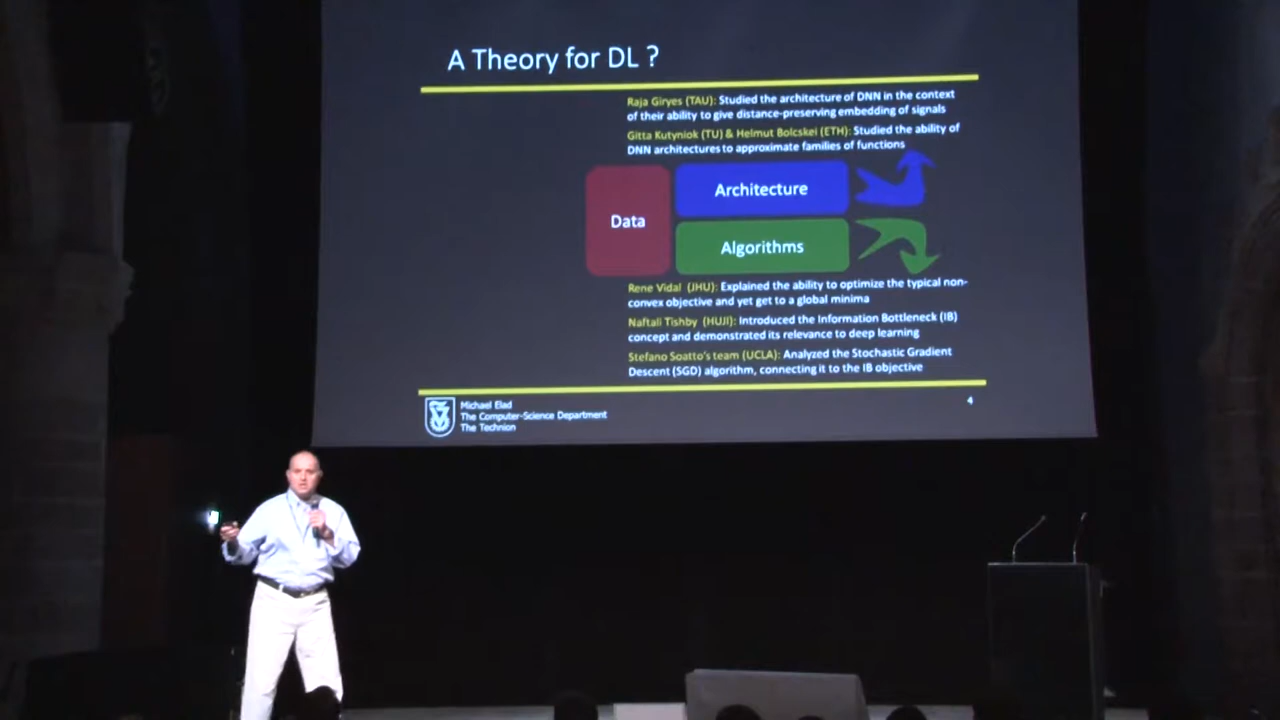 A Theory for DL ?
Raja Giryes (TAU): Studied the architecture of DNN in the context
of their ability to give distance-preserving embedding of signals
Gitta Kutyniok (TU) & Helmut Bolcskei (ETH): Studied the ability of
DNN architectures to approximate families of functions
Data
Architecture
Algorithms
Rene Vidal (JHU): Explained the ability to optimize the typical non-
convex objective and yet get to a global minima
Naftali Tishby (HUJI): Introduced the Information Bottleneck (IB)
concept and demonstrated its relevance to deep learning
Stefano Soatto's team (UCLA): Analyzed the Stochastic Gradient
Descent (SGD) algorithm, connecting it to the IB objective
Michael Elad
The Computer-Science Department
The Technion
4